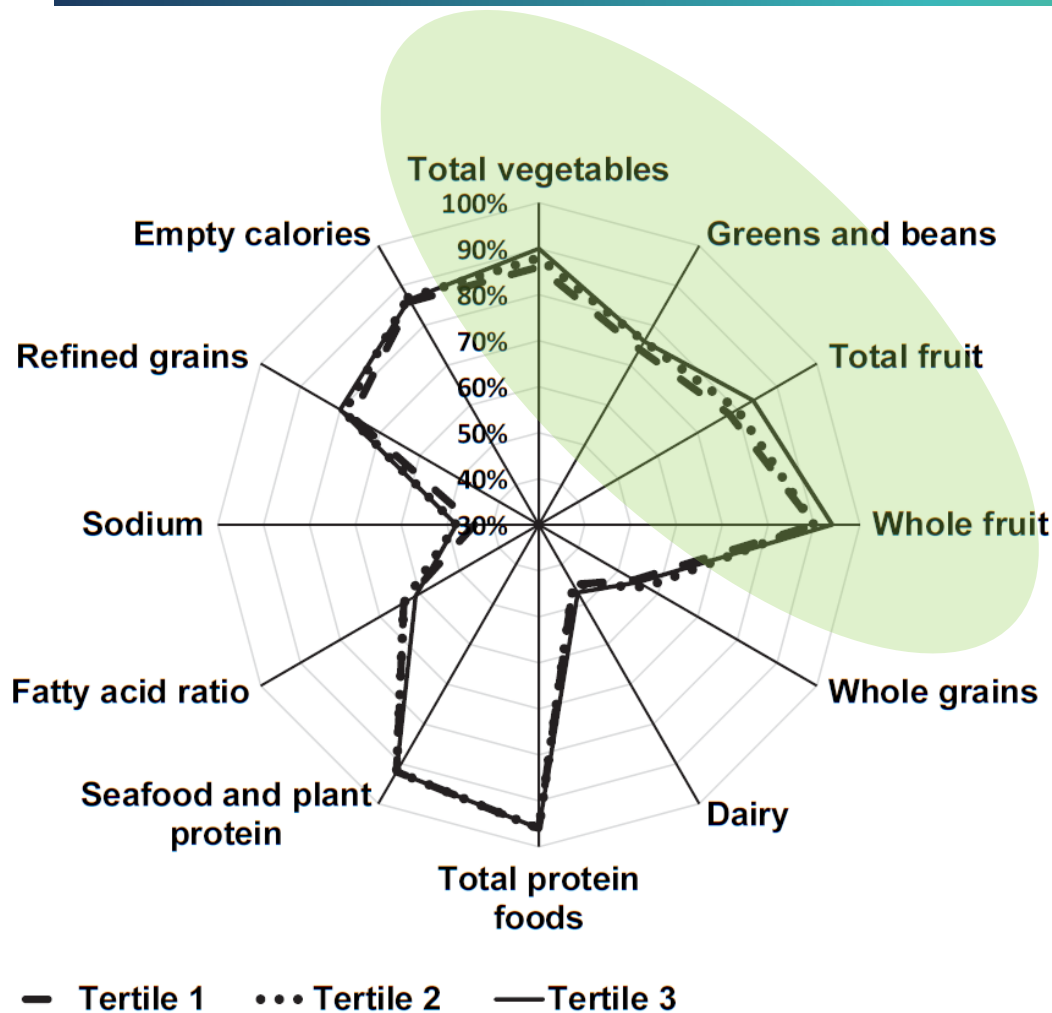 Total vegetables
100%
Empty calories
Greens and beans
90%
80%
Refined grains
Total fruit
70%
60%
50%
40%
Sodium
30%
Whole fruit
Fatty acid ratio
Whole grains
Seafood and plant
protein
Dairy
Total protein
foods
Tertile 1
Tertile 2
Tertile 3